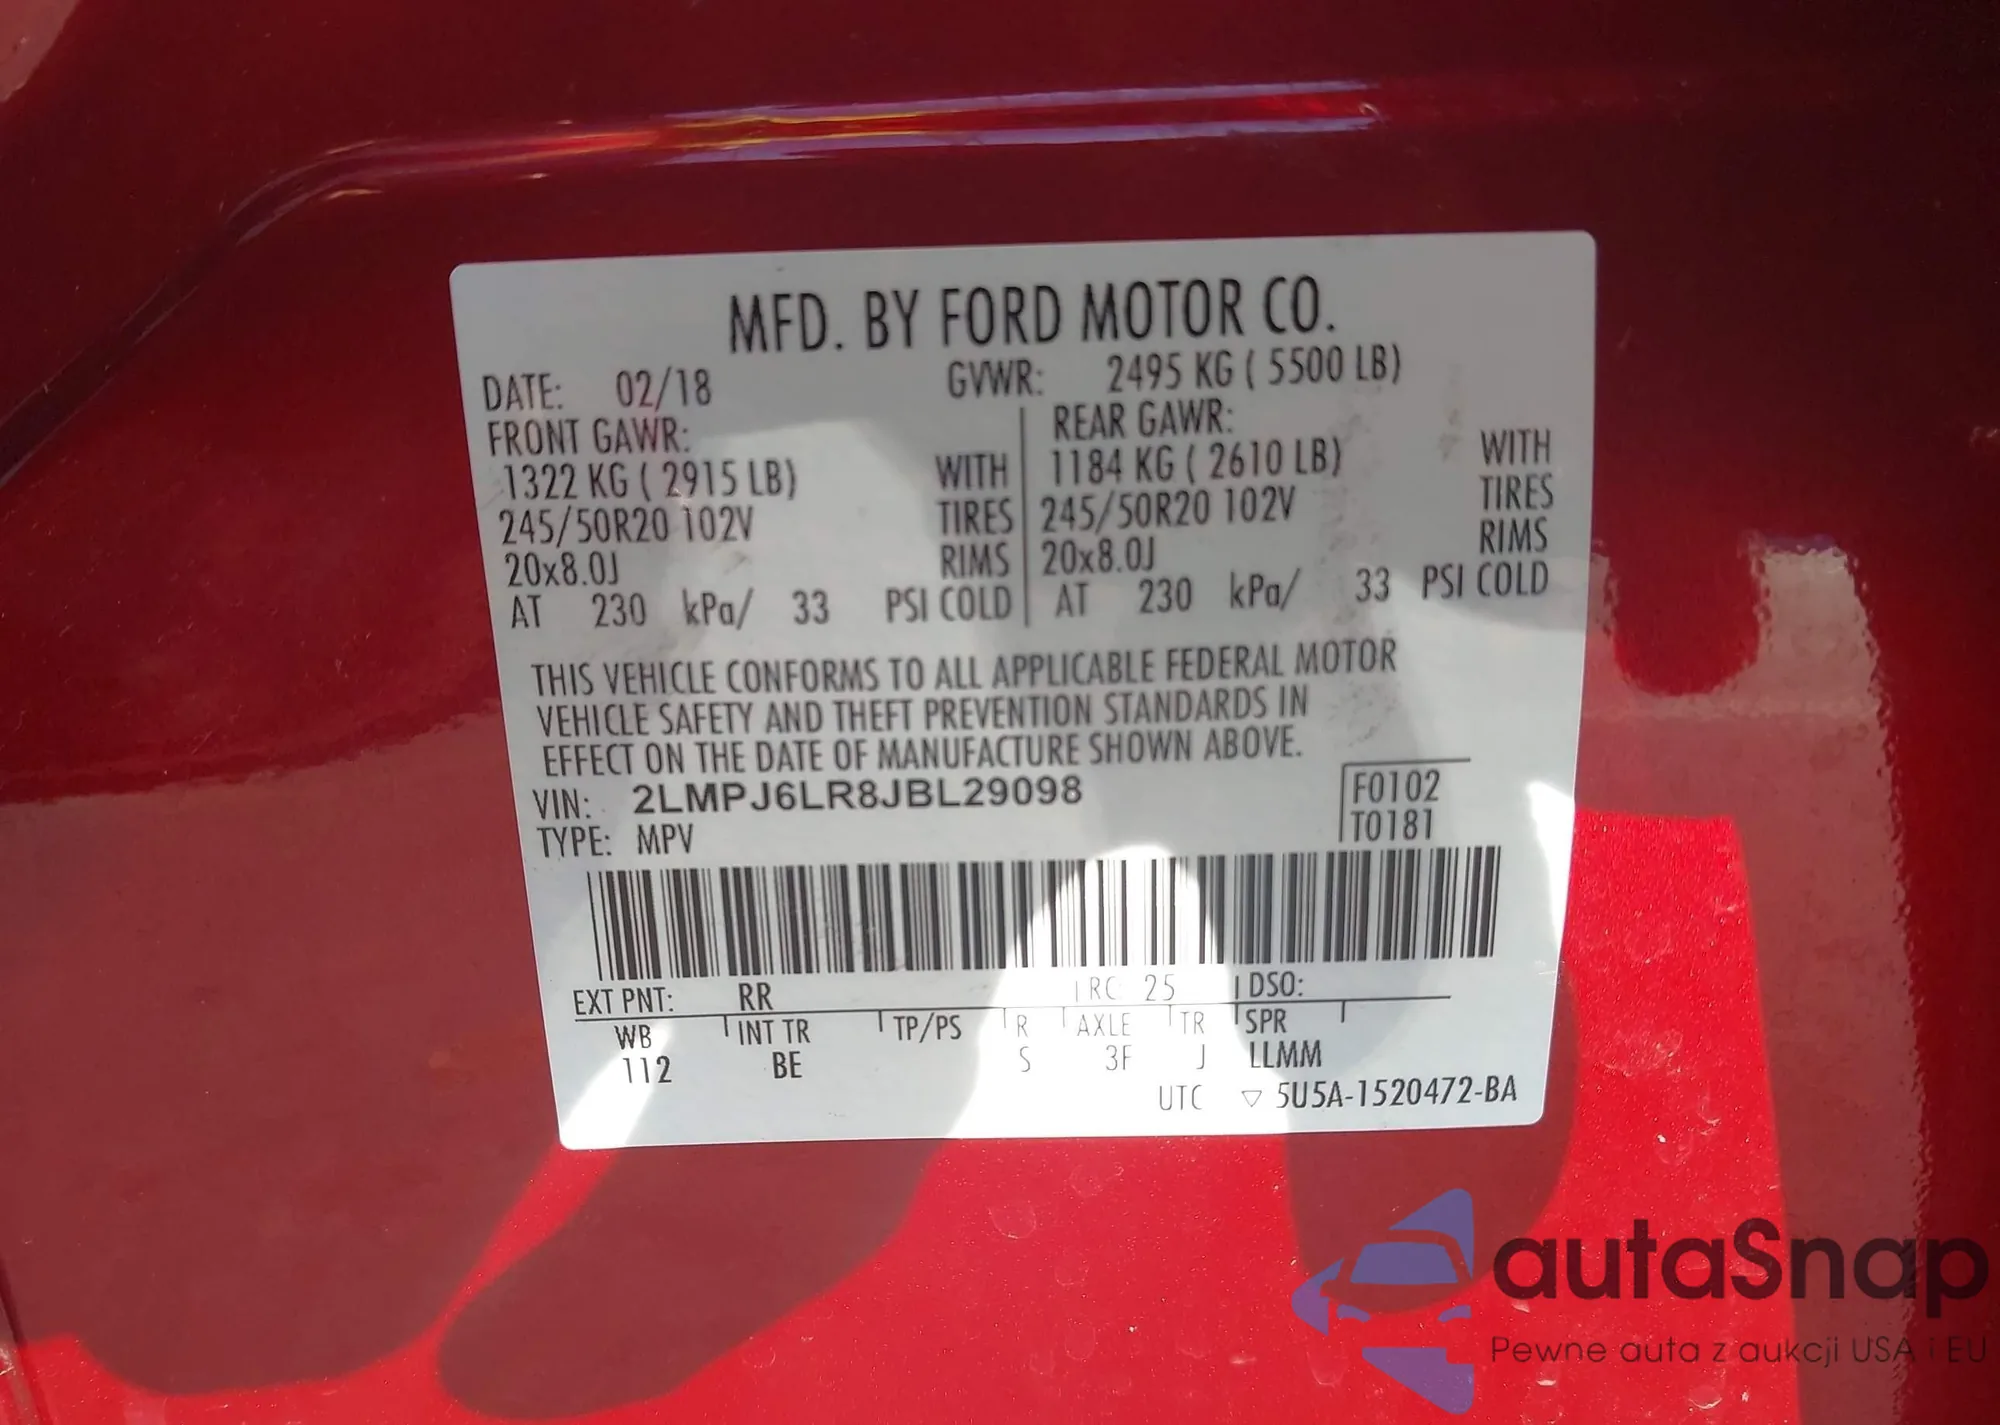 MFD. BY FORD MOTOR CO.
DATE: 02/18 GVWR: 2495 KG ( 5500 LB)
FRONT GAWR: REAR GAWR:
1322 KG ( 2915 LB) WITH 1184 KG ( 2610 LB) WITH
245/50R20 102V TIRES 245/50R20 102V TIRES
20x8.0J RIMS 20x8.0J RIMS
AT 230 kPa/ 33 PSI COLD AT 230 kPa/ 33 PSI COLD
THIS VEHICLE CONFORMS TO ALL APPLICABLE FEDERAL MOTOR
VEHICLE SAFETY AND THEFT PREVENTION STANDARDS IN
EFFECT ON THE DATE OF MANUFACTURE SHOWN ABOVE.
VIN: 2LMPJ6LR8JBL29098 F0102
TYPE: MPV T0181
EXT PNT: RR RC 25 DSO:
WB INT TR TP/PS R AXLE TR SPR
112 BE S 3F J LLMM
UTC ▽ 5U5A-1520472-BA
autaSnap
Pewne auta z aukcji USA i EU